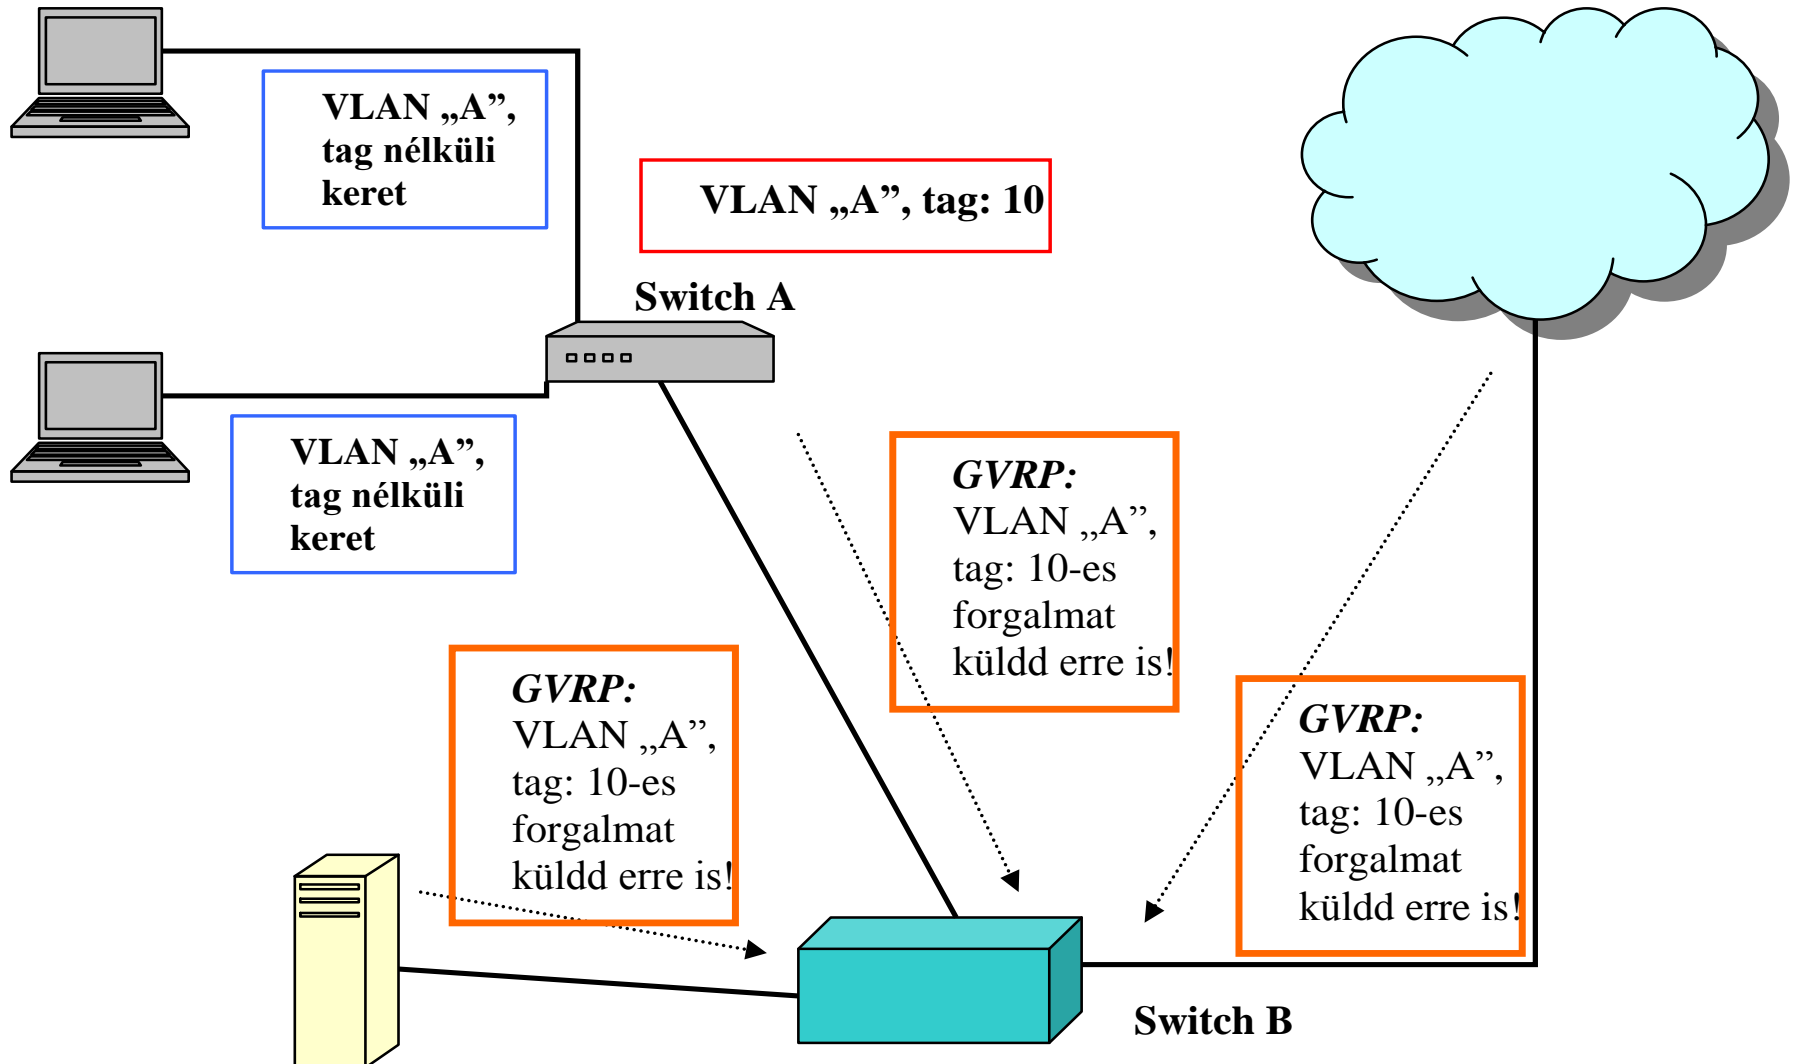 VLAN „A”,
tag nélküli
keret
VLAN „A”, tag: 10
Switch A
VLAN „A”,
tag nélküli
keret
GVRP:
VLAN „A”,
tag: 10-es
forgalmat
küldd erre is!
GVRP:
VLAN „A”,
tag: 10-es
forgalmat
küldd erre is!
GVRP:
VLAN „A”,
tag: 10-es
forgalmat
küldd erre is!
Switch B